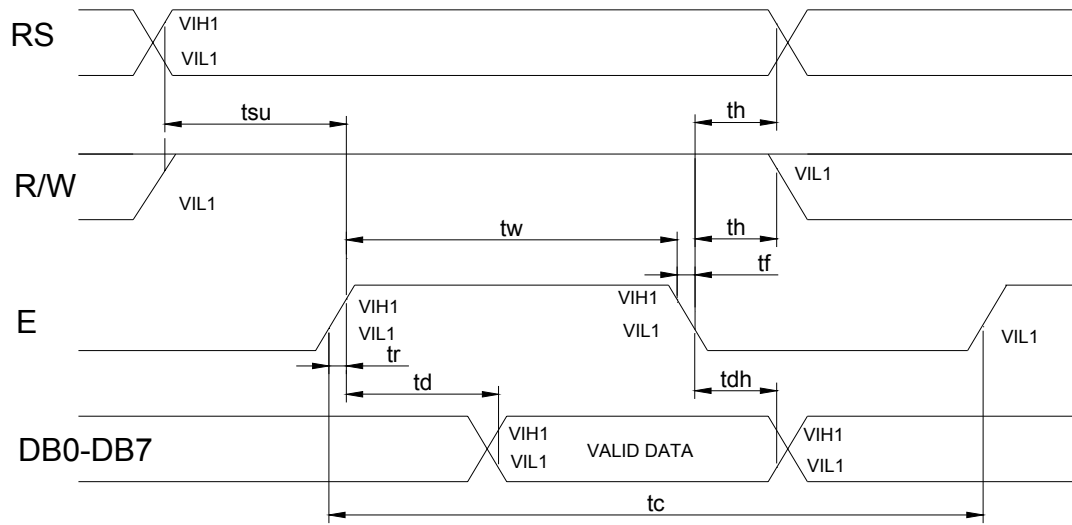 RS
VIH1
VIL1
tsu
th
R/W
VIL1
VIL1
tw
th
tf
E
VIH1
VIL1
VIH1
VIL1
VIL1
tr
td
tdh
DB0-DB7
VIH1
VIL1
VALID DATA
VIH1
VIL1
tc